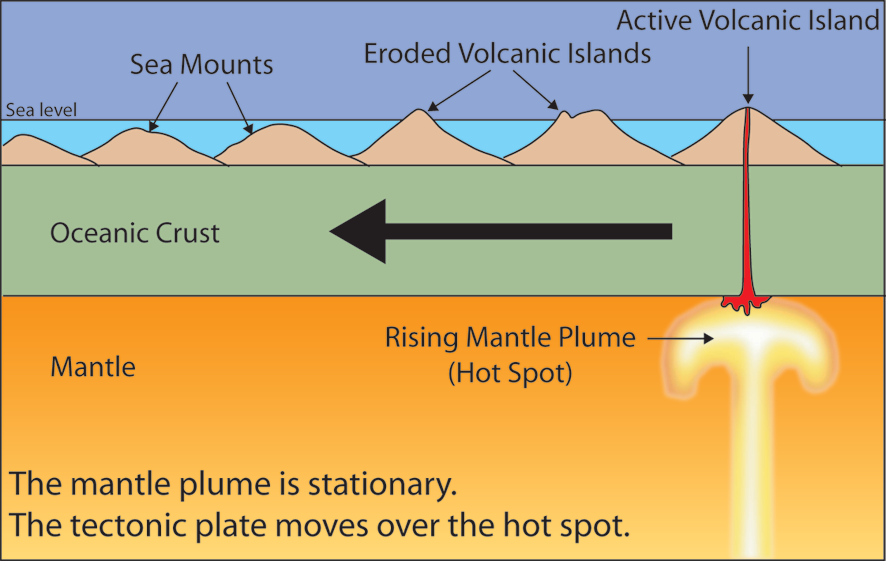 Active Volcanic Island
Eroded Volcanic Islands
Sea Mounts
Sea level
Oceanic Crust
Rising Mantle Plume
(Hot Spot)
Mantle
The mantle plume is stationary.
The tectonic plate moves over the hot spot.